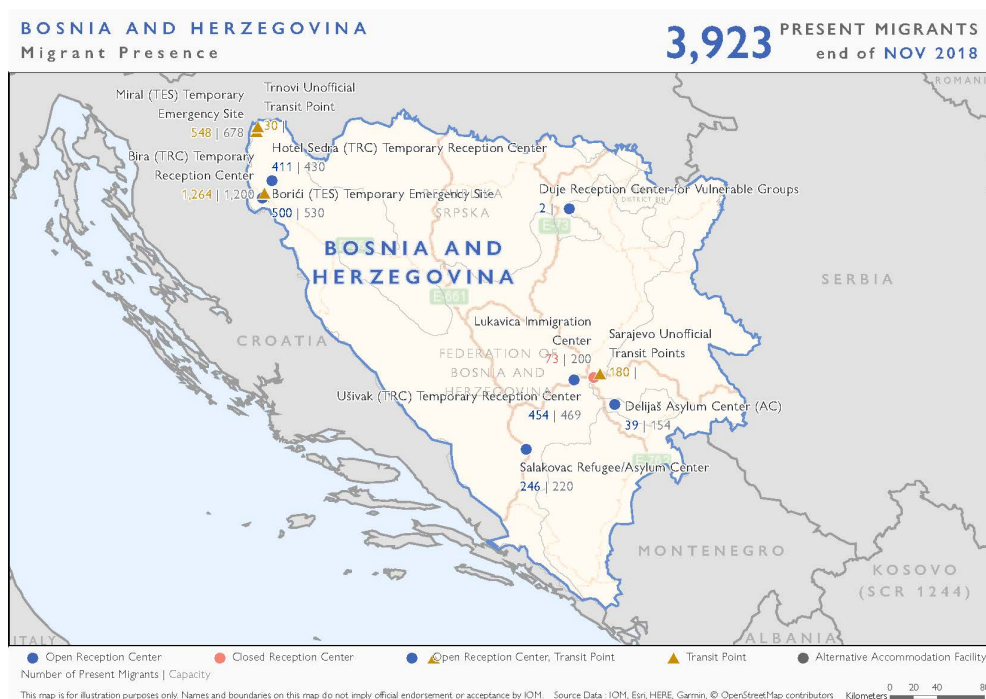 BOSNIA AND HERZEGOVINA
Migrant Presence
3,923 PRESENT MIGRANTS
end of NOV 2018
ROMANI
Miral (TES) Temporary
Emergency Site
548 | 678
Trnovi Unofficial
Transit Point
30 |
Bira (TRC) Temporary
Reception Center
1,264 | 1,200
Hotel Sedra (TRC) Temporary Reception Center
411 | 430
Borići (TES) Temporary Emergency Site
500 | 530
SRPSKA
Duje Reception Center for Vulnerable Groups
2 |
E-73
BOSNIA AND
HERZEGOVINA
E-661
SERBIA
CROATIA
Lukavica Immigration
Center
73 | 200
Sarajevo Unofficial
Transit Points
180 |
FEDERATION OF
BOSNIA AND
HERZEGOVINA
Ušivak (TRC) Temporary Reception Center
454 | 469
Delijaš Asylum Center (AC)
39 | 154
Salakovac Refugee/Asylum Center
246 | 220
MONTENEGRO
KOSOVO
(SCR 1244)
ITALY
ALBANIA
Open Reception Center
Closed Reception Center
Open Reception Center, Transit Point
Transit Point
Alternative Accommodation Facility
Number of Present Migrants | Capacity
This map is for illustration purposes only. Names and boundaries on this map do not imply official endorsement or acceptance by IOM. Source Data : IOM, Esri, HERE, Garmin, © OpenStreetMap contributors
Kilometers 0 20 40 80